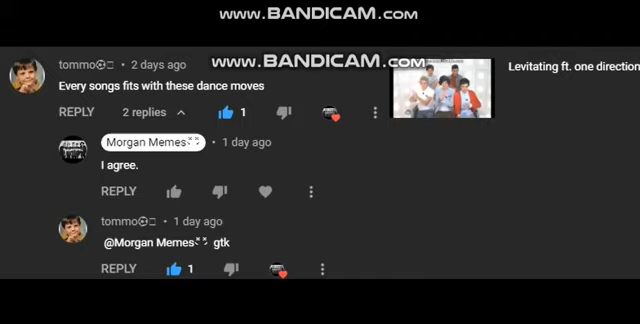 www.BANDICAM.com
www.BANDICAM.com
tommo • 2 days ago
Levitating ft. one direction
Every songs fits with these dance moves
REPLY 2 replies 1
Morgan Memes • 1 day ago
I agree.
REPLY
tommo • 1 day ago
@Morgan Memes gtk
REPLY 1